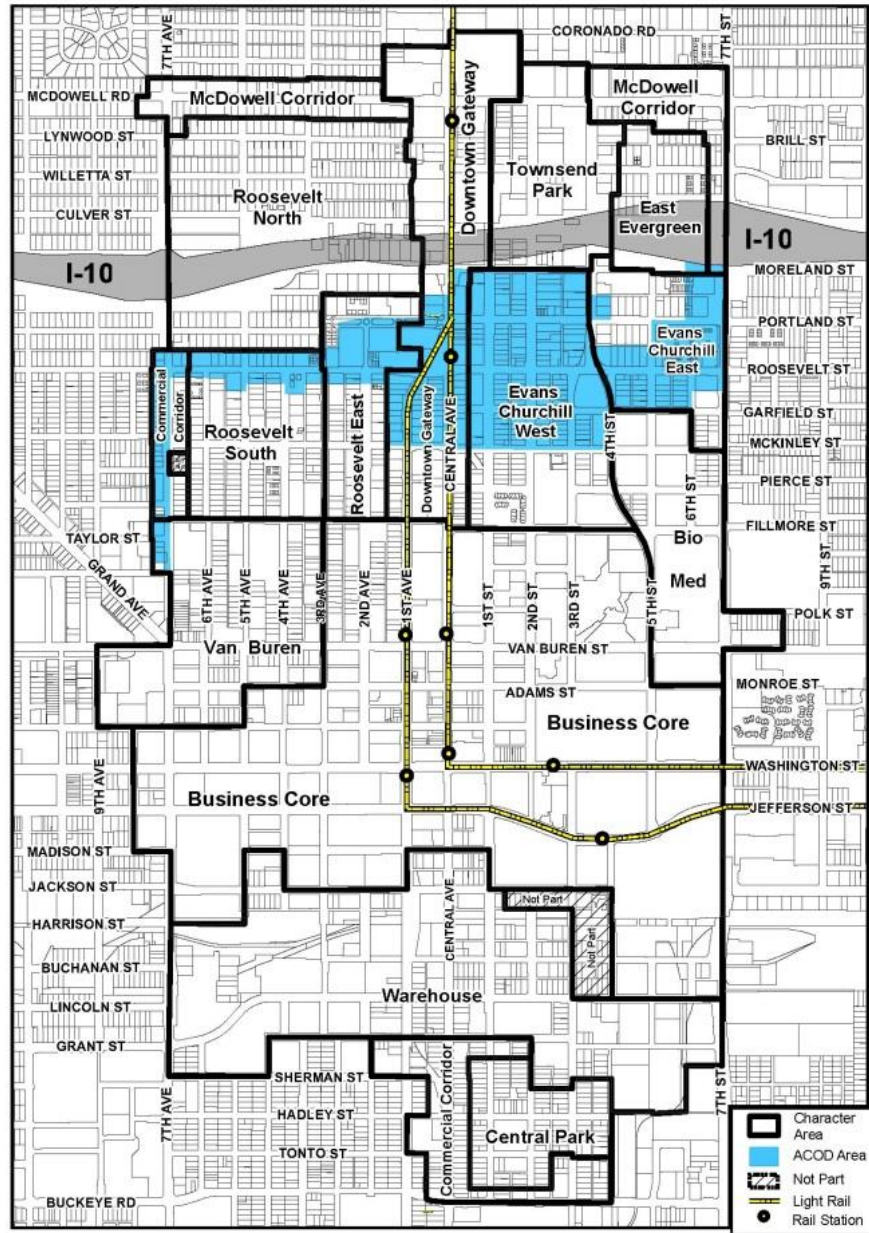 CORONADO RD
7TH AVE
7TH ST
MCDOWELL RD
McDowell Corridor
Downtown Gateway
McDowell
Corridor
LYNWOOD ST
BRILL ST
WILLETTA ST
Townsend
Park
Roosevelt
North
CULVER ST
East
Evergreen
I-10
I-10
MORELAND ST
PORTLAND ST
Evans
Churchill
East
ROOSEVELT ST
Commercial
Corridor
Roosevelt
South
Roosevelt East
Downtown Gateway
CENTRAL AVE
Evans
Churchill
West
4TH ST
GARFIELD ST
MCKINLEY ST
6TH ST
PIERCE ST
TAYLOR ST
FILLMORE ST
GRAND AVE
Bio
Med
9TH ST
6TH AVE
5TH AVE
4TH AVE
3RD AVE
2ND AVE
1ST AVE
1ST ST
2ND ST
3RD ST
5TH ST
POLK ST
Van Buren
VAN BUREN ST
MONROE ST
ADAMS ST
Business Core
WASHINGTON ST
9TH AVE
Business Core
JEFFERSON ST
MADISON ST
JACKSON ST
CENTRAL AVE
Not Part
HARRISON ST
Not Part
BUCHANAN ST
Warehouse
LINCOLN ST
GRANT ST
SHERMAN ST
7TH AVE
7TH ST
HADLEY ST
Commercial Corridor
Central Park
TONTO ST
BUCKEYE RD
Character
Area
ACOD Area
Not Part
Light Rail
Rail Station